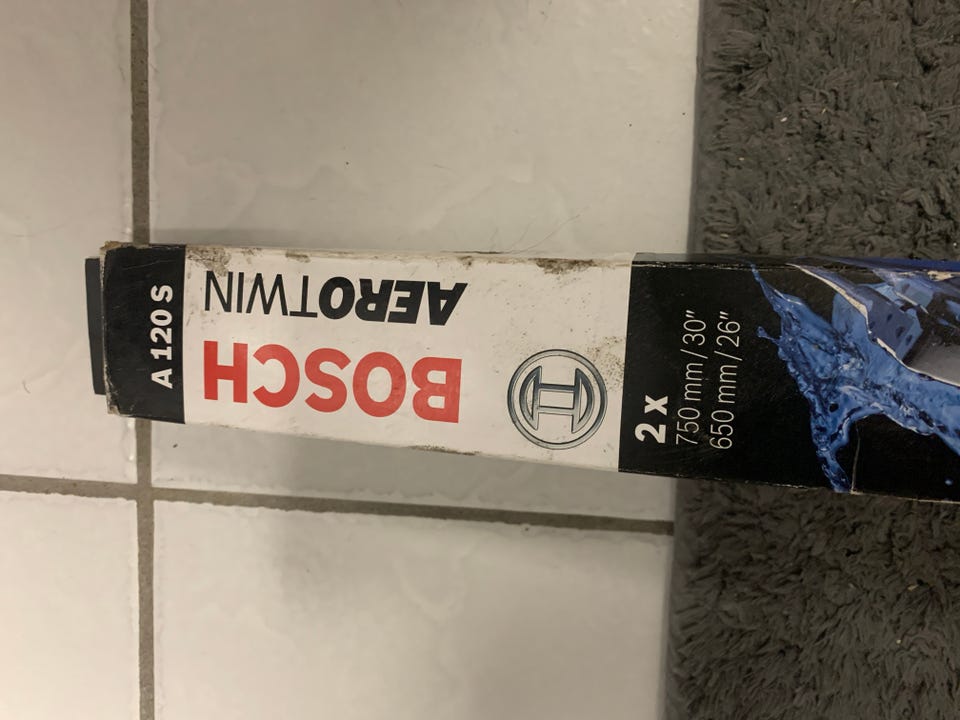 BOSCH
AEROTWIN
A 120 S
2 x
750 mm / 30"
650 mm / 26"